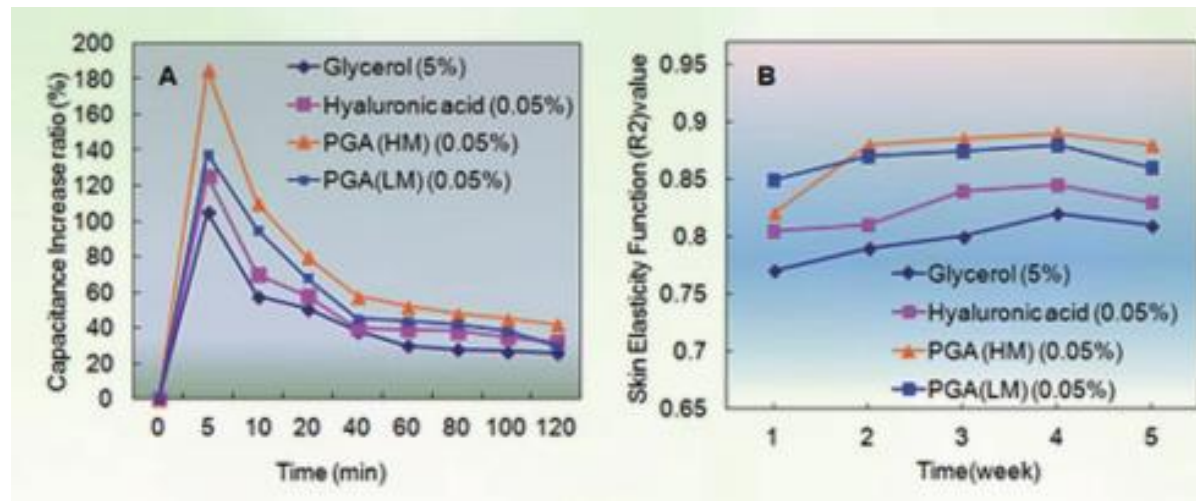 A
Capacitance Increase ratio (%)
200
180
160
140
120
100
80
60
40
20
0
Glycerol (5%)
Hyaluronic acid (0.05%)
PGA (HM) (0.05%)
PGA(LM) (0.05%)
0 5 10 20 40 60 80 100 120
Time (min)
B
Skin Elasticity Function (R2)value
0.95
0.9
0.85
0.8
0.75
0.7
0.65
Glycerol (5%)
Hyaluronic acid (0.05%)
PGA (HM) (0.05%)
PGA(LM) (0.05%)
1 2 3 4 5
Time(week)